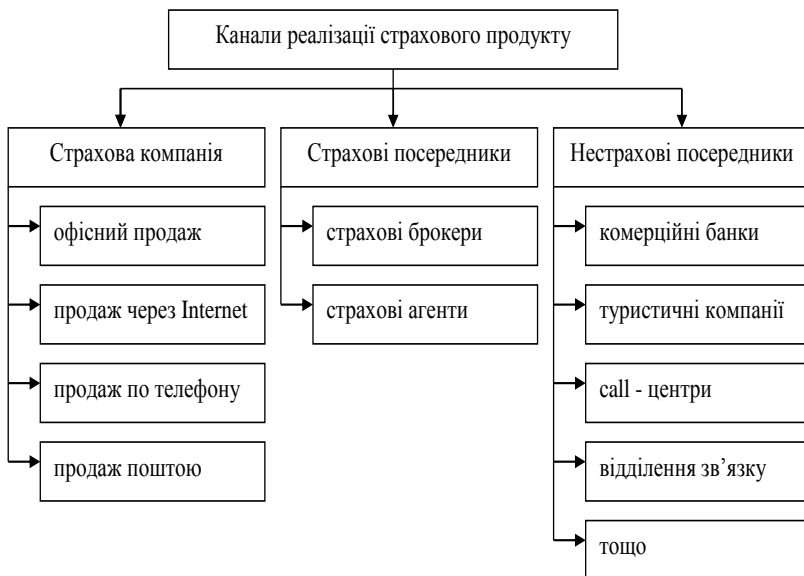 Канали реалізації страхового продукту
Страхова компанія
офісний продаж
продаж через Internet
продаж по телефону
продаж поштою
Страхові посередники
страхові брокери
страхові агенти
Нестрахові посередники
комерційні банки
туристичні компанії
call - центри
відділення зв’язку
тощо